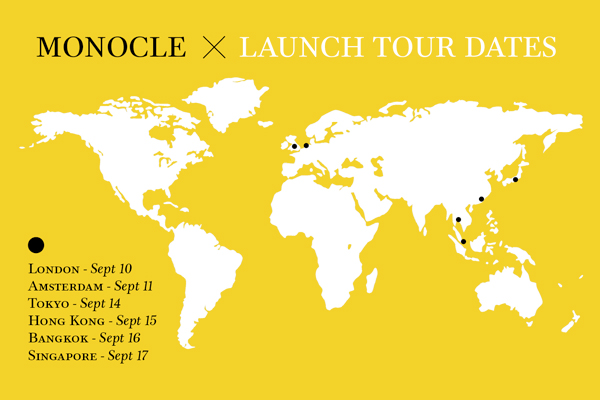 MONOCLE × LAUNCH TOUR DATES
London - Sept 10
Amsterdam - Sept 11
Tokyo - Sept 14
Hong Kong - Sept 15
Bangkok - Sept 16
Singapore - Sept 17